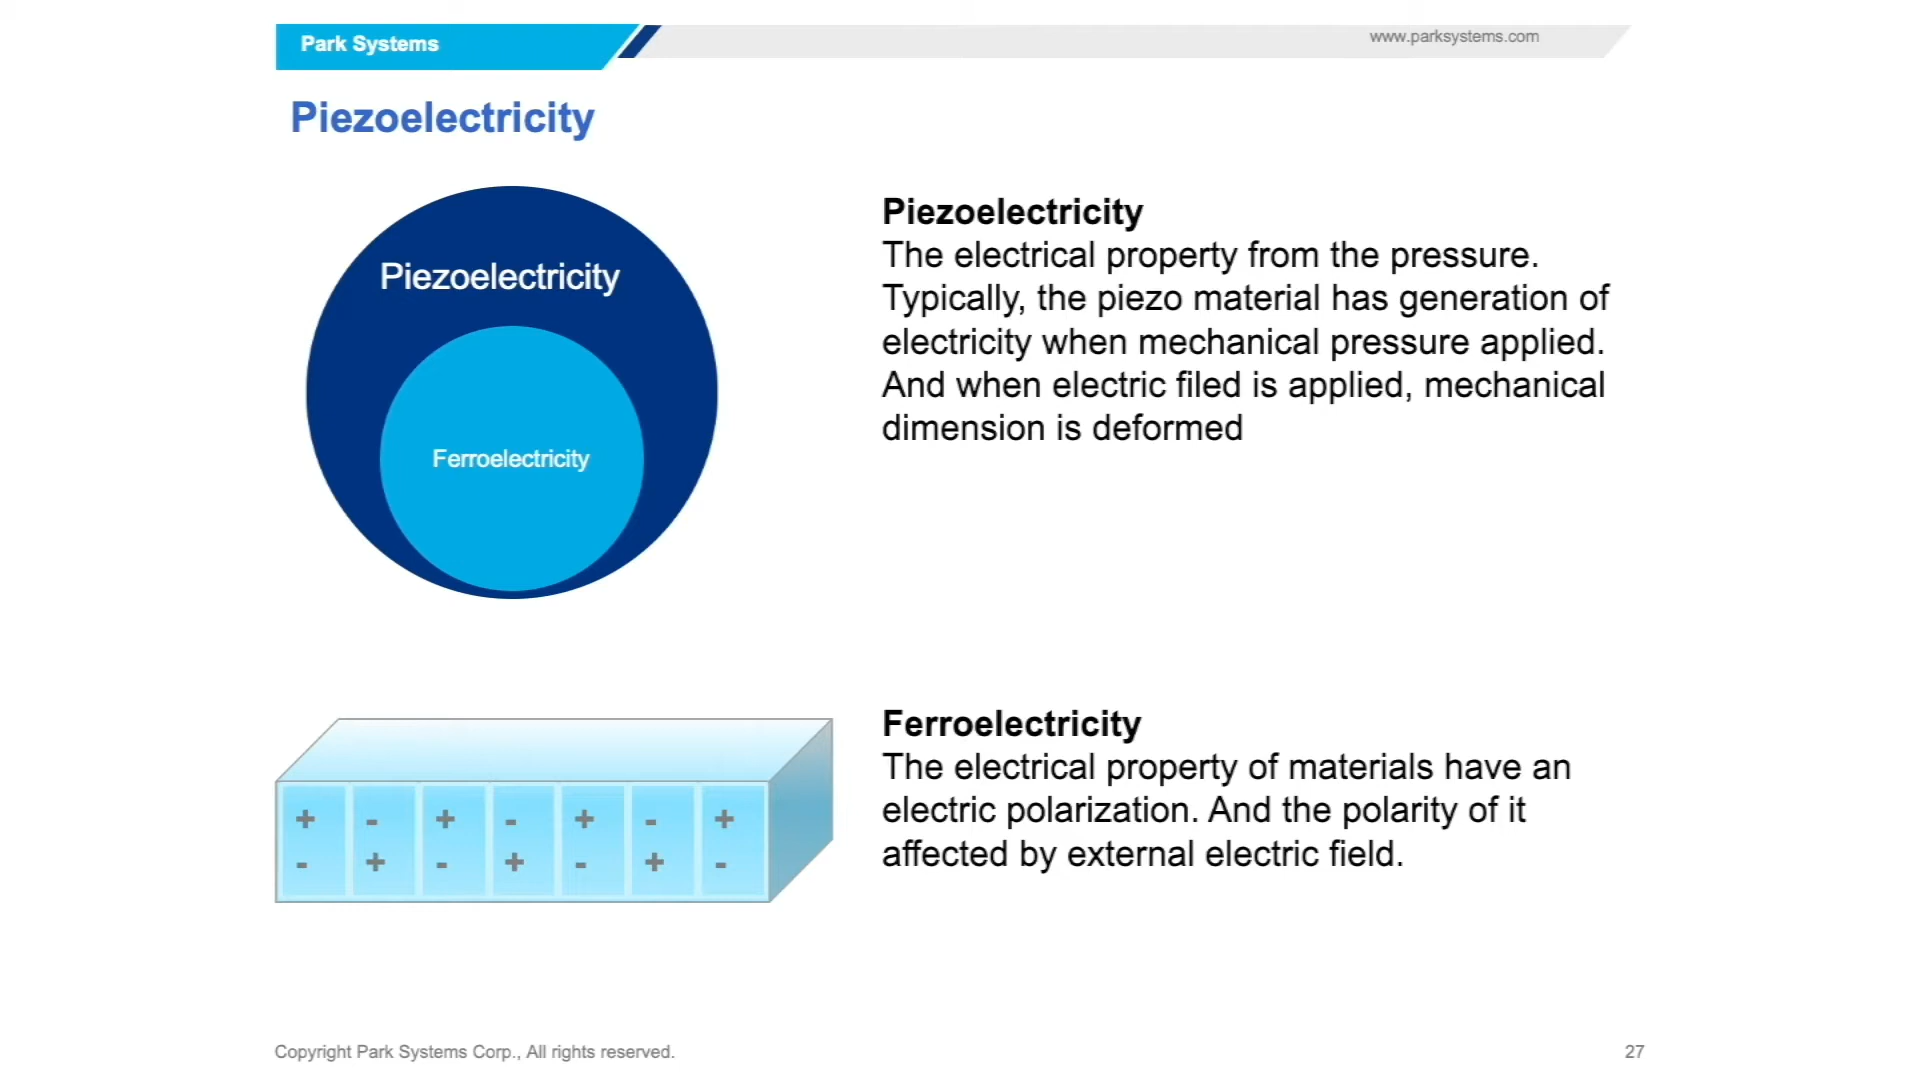 Park Systems
www.parksystems.com
Piezoelectricity
Piezoelectricity
Ferroelectricity
Piezoelectricity
The electrical property from the pressure.
Typically, the piezo material has generation of
electricity when mechanical pressure applied.
And when electric filed is applied, mechanical
dimension is deformed
+ - + - + - +
- + - + - + -
Ferroelectricity
The electrical property of materials have an
electric polarization. And the polarity of it
affected by external electric field.
Copyright Park Systems Corp., All rights reserved.
27